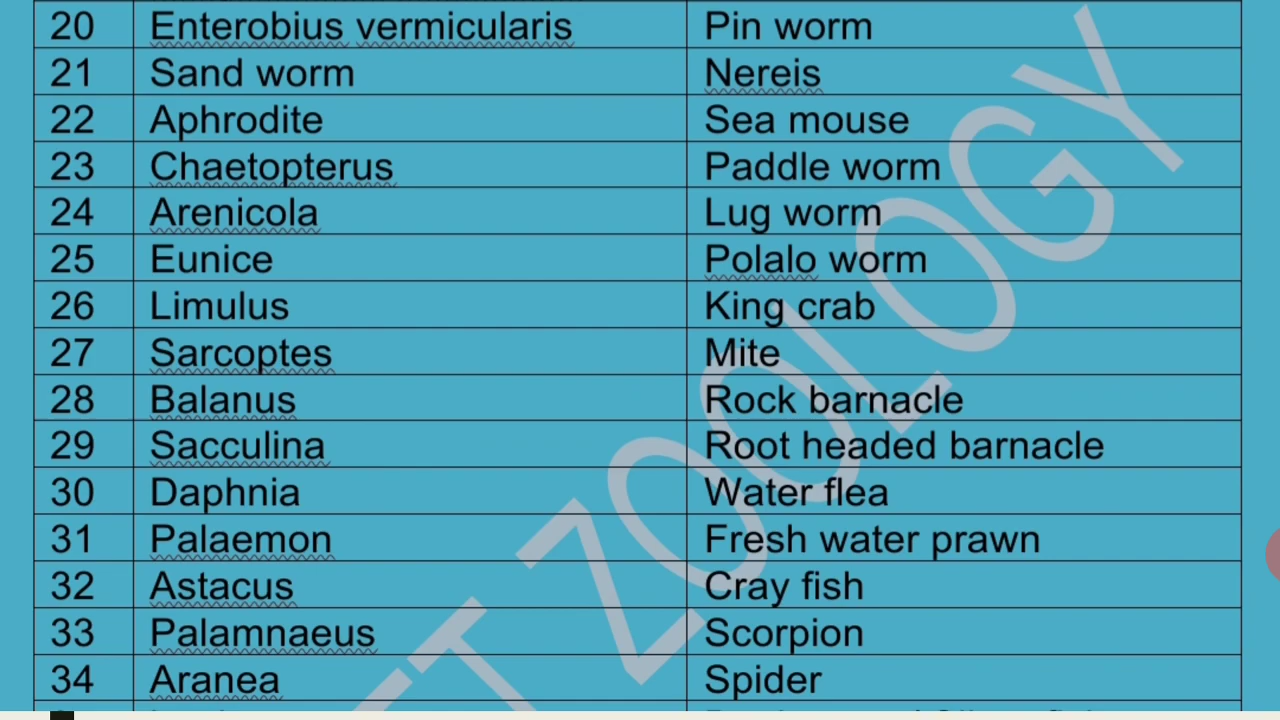 20 Enterobius vermicularis Pin worm
21 Sand worm Nereis
22 Aphrodite Sea mouse
23 Chaetopterus Paddle worm
24 Arenicola Lug worm
25 Eunice Polalo worm
26 Limulus King crab
27 Sarcoptes Mite
28 Balanus Rock barnacle
29 Sacculina Root headed barnacle
30 Daphnia Water flea
31 Palaemon Fresh water prawn
32 Astacus Cray fish
33 Palamnaeus Scorpion
34 Aranea Spider
ZOOLOGY